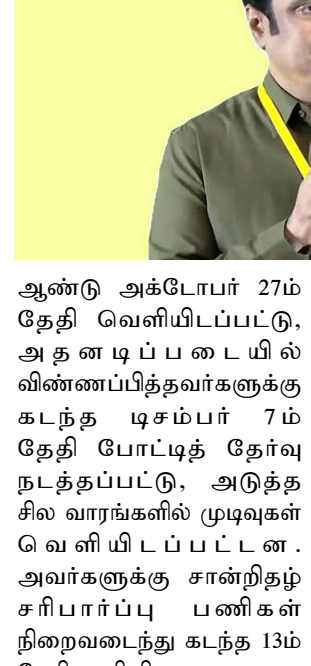 ஆண்டு அக்டோபர் 27ம்
தேதி வெளியிடப்பட்டு,
அதனடிப்படையில்
விண்ணப்பித்தவர்களுக்கு
கடந்த டிசம்பர் 7ம்
தேதி போட்டித் தேர்வு
நடத்தப்பட்டு, அடுத்த
சில வாரங்களில் முடிவுகள்
வெளியிடப்பட்டன.
அவர்களுக்கு சான்றிதழ்
சரிபார்ப்பு பணிகள்
நிறைவடைந்து கடந்த 13ம்